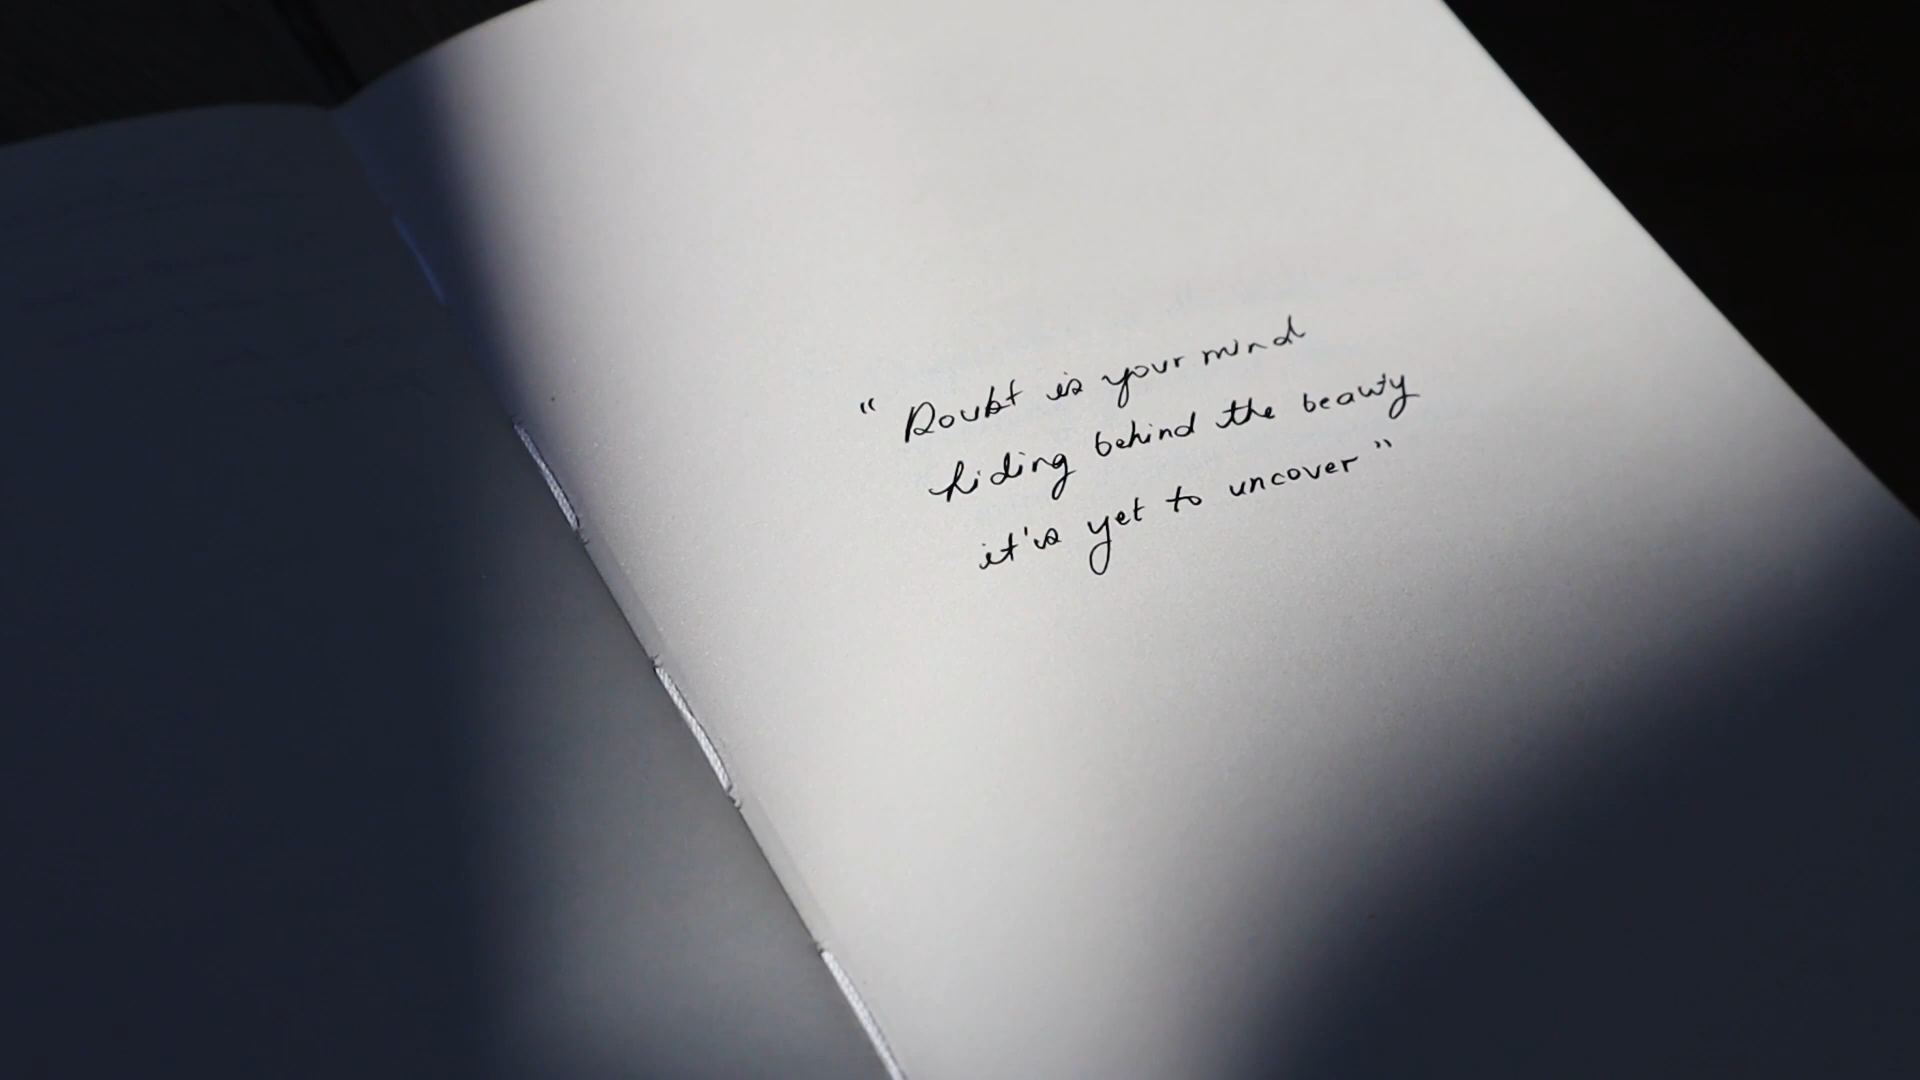 “ Doubt is your mind
hiding behind the beauty
it's yet to uncover ”